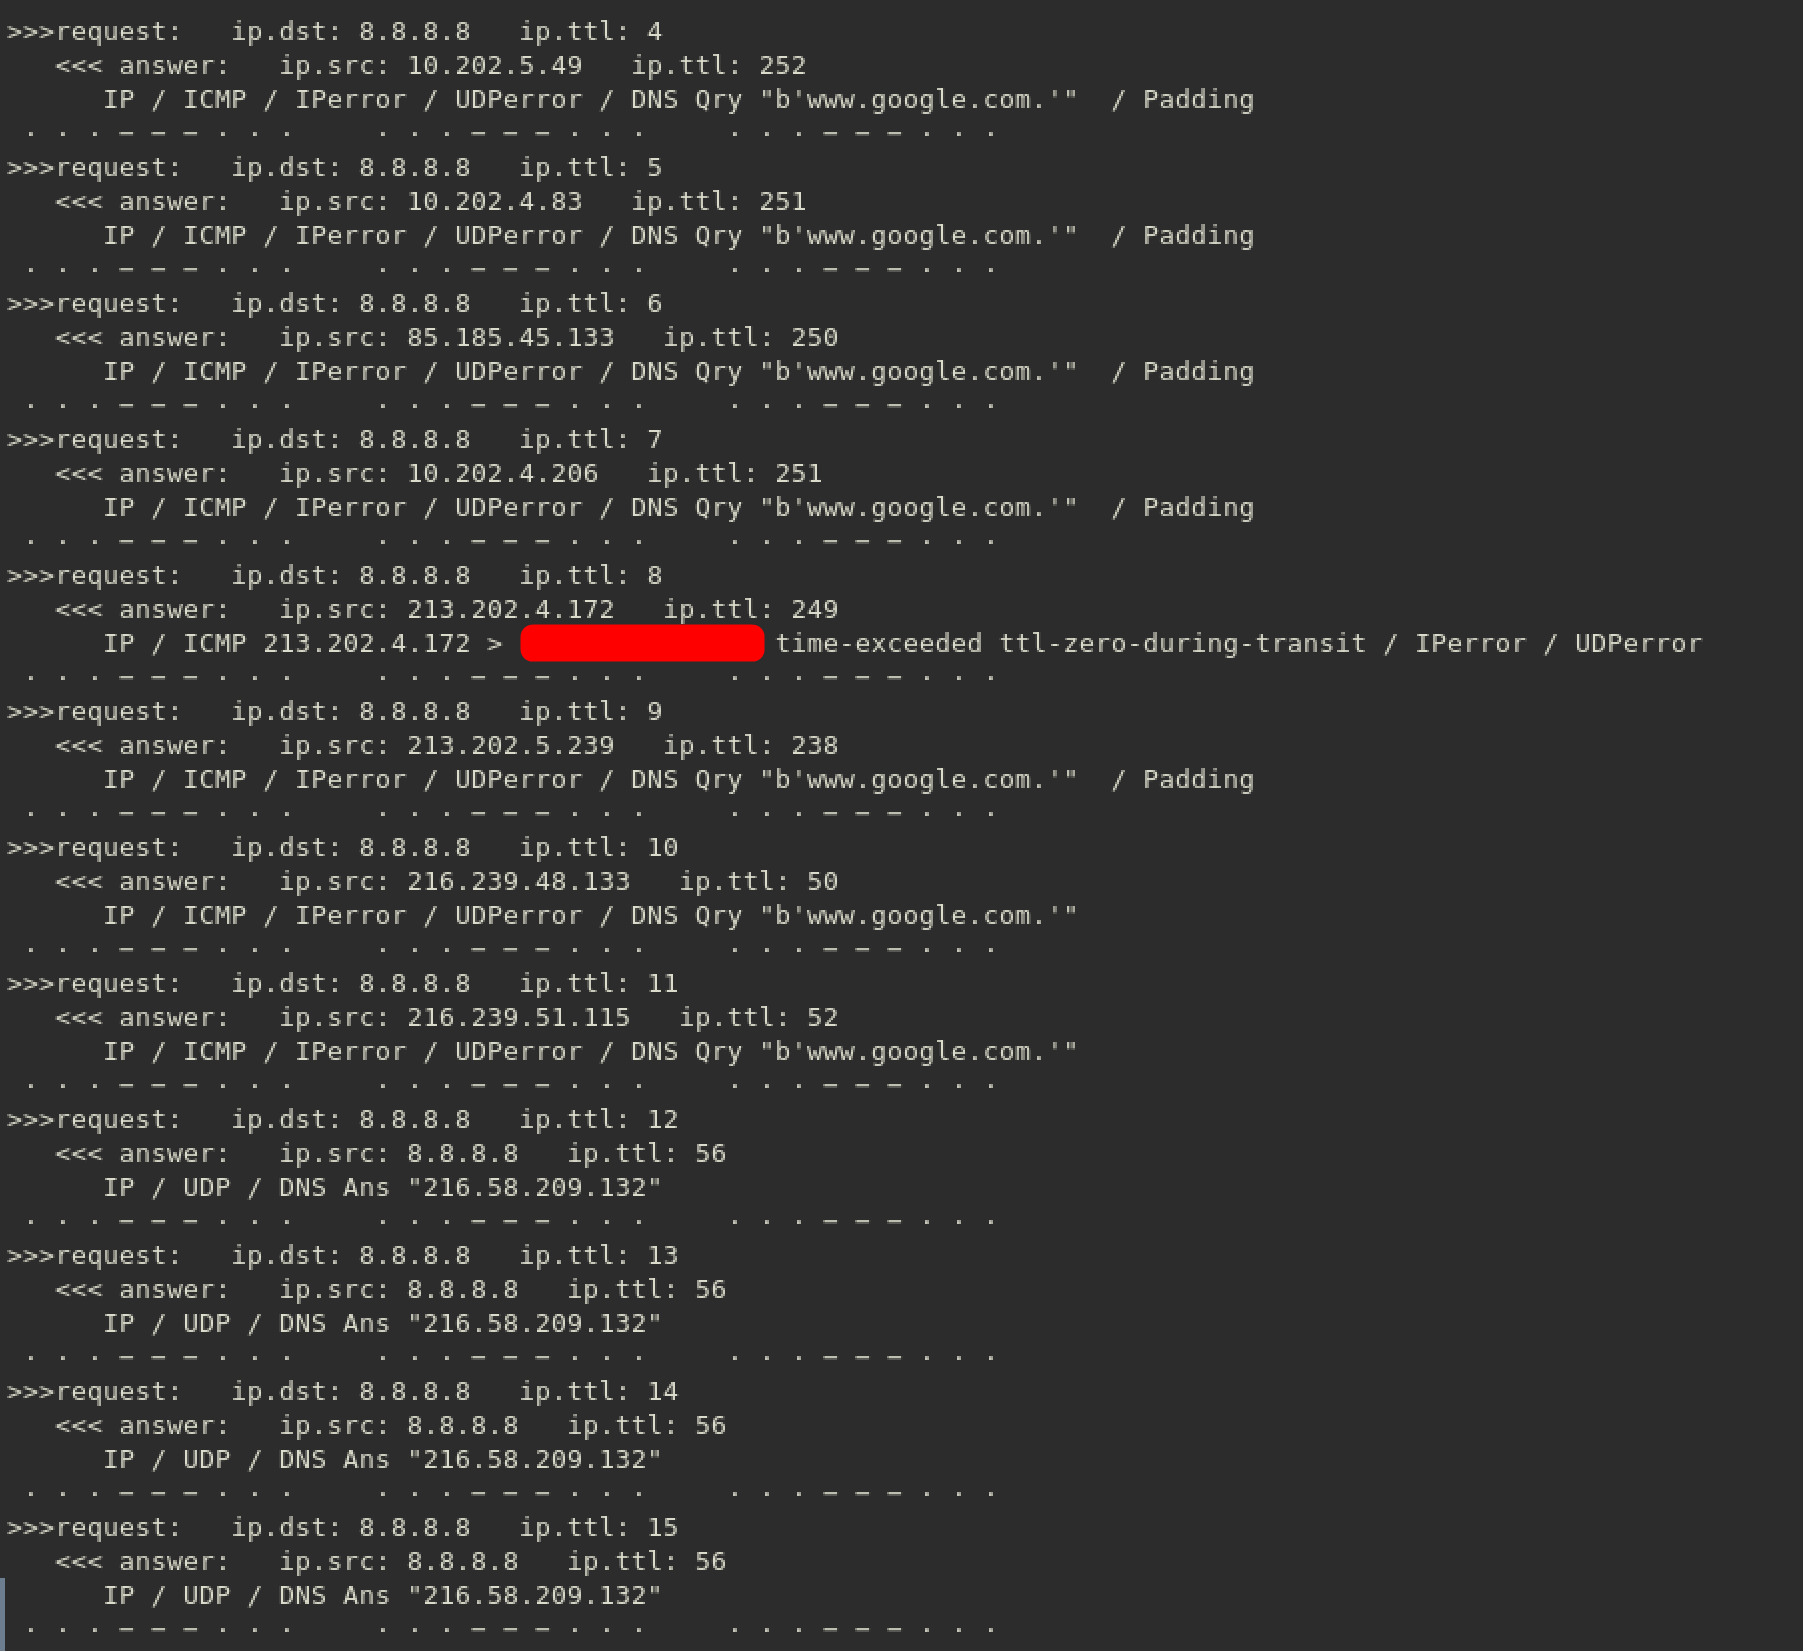 >>>request:   ip.dst: 8.8.8.8   ip.ttl: 4
   <<< answer:   ip.src: 10.202.5.49   ip.ttl: 252
      IP / ICMP / IPerror / UDPerror / DNS Qry "b'www.google.com.'"  / Padding
 . . . – – – . . .     . . . – – – . . .     . . . – – – . . .
>>>request:   ip.dst: 8.8.8.8   ip.ttl: 5
   <<< answer:   ip.src: 10.202.4.83   ip.ttl: 251
      IP / ICMP / IPerror / UDPerror / DNS Qry "b'www.google.com.'"  / Padding
 . . . – – – . . .     . . . – – – . . .     . . . – – – . . .
>>>request:   ip.dst: 8.8.8.8   ip.ttl: 6
   <<< answer:   ip.src: 85.185.45.133   ip.ttl: 250
      IP / ICMP / IPerror / UDPerror / DNS Qry "b'www.google.com.'"  / Padding
 . . . – – – . . .     . . . – – – . . .     . . . – – – . . .
>>>request:   ip.dst: 8.8.8.8   ip.ttl: 7
   <<< answer:   ip.src: 10.202.4.206   ip.ttl: 251
      IP / ICMP / IPerror / UDPerror / DNS Qry "b'www.google.com.'"  / Padding
 . . . – – – . . .     . . . – – – . . .     . . . – – – . . .
>>>request:   ip.dst: 8.8.8.8   ip.ttl: 8
   <<< answer:   ip.src: 213.202.4.172   ip.ttl: 249
      IP / ICMP 213.202.4.172 > time-exceeded ttl-zero-during-transit / IPerror / UDPerror
 . . . – – – . . .     . . . – – – . . .     . . . – – – . . .
>>>request:   ip.dst: 8.8.8.8   ip.ttl: 9
   <<< answer:   ip.src: 213.202.5.239   ip.ttl: 238
      IP / ICMP / IPerror / UDPerror / DNS Qry "b'www.google.com.'"  / Padding
 . . . – – – . . .     . . . – – – . . .     . . . – – – . . .
>>>request:   ip.dst: 8.8.8.8   ip.ttl: 10
   <<< answer:   ip.src: 216.239.48.133   ip.ttl: 50
      IP / ICMP / IPerror / UDPerror / DNS Qry "b'www.google.com.'"
 . . . – – – . . .     . . . – – – . . .     . . . – – – . . .
>>>request:   ip.dst: 8.8.8.8   ip.ttl: 11
   <<< answer:   ip.src: 216.239.51.115   ip.ttl: 52
      IP / ICMP / IPerror / UDPerror / DNS Qry "b'www.google.com.'"
 . . . – – – . . .     . . . – – – . . .     . . . – – – . . .
>>>request:   ip.dst: 8.8.8.8   ip.ttl: 12
   <<< answer:   ip.src: 8.8.8.8   ip.ttl: 56
      IP / UDP / DNS Ans "216.58.209.132"
 . . . – – – . . .     . . . – – – . . .     . . . – – – . . .
>>>request:   ip.dst: 8.8.8.8   ip.ttl: 13
   <<< answer:   ip.src: 8.8.8.8   ip.ttl: 56
      IP / UDP / DNS Ans "216.58.209.132"
 . . . – – – . . .     . . . – – – . . .     . . . – – – . . .
>>>request:   ip.dst: 8.8.8.8   ip.ttl: 14
   <<< answer:   ip.src: 8.8.8.8   ip.ttl: 56
      IP / UDP / DNS Ans "216.58.209.132"
 . . . – – – . . .     . . . – – – . . .     . . . – – – . . .
>>>request:   ip.dst: 8.8.8.8   ip.ttl: 15
   <<< answer:   ip.src: 8.8.8.8   ip.ttl: 56
      IP / UDP / DNS Ans "216.58.209.132"
 . . . – – – . . .     . . . – – – . . .     . . . – – – . . .